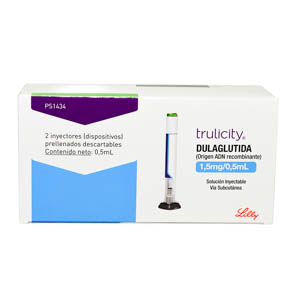 PS1434
2 inyectores (dispositivos)
prellenados descartables
Contenido neto: 0,5mL
trulicity®
DULAGLUTIDA
(Origen ADN recombinante)
1,5mg/0,5mL
Solución Inyectable
Vía Subcutánea
Lilly